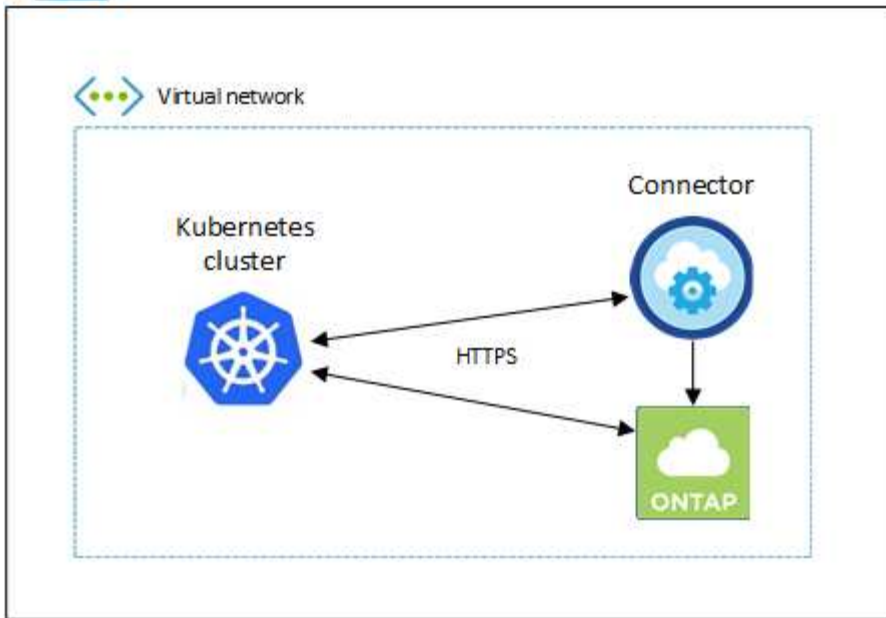 Virtual network
Connector
Kubernetes
cluster
HTTPS
ONTAP